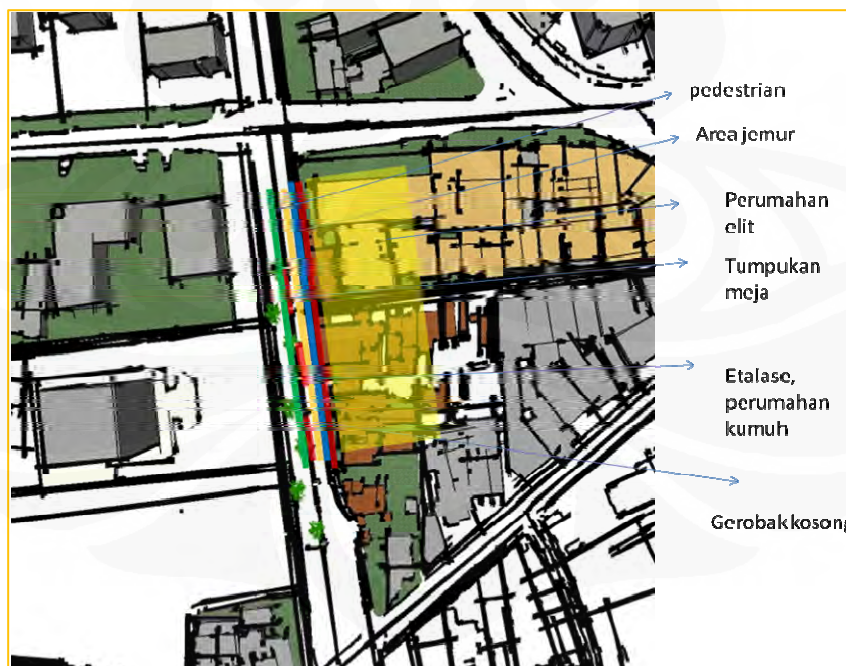 pedestrian
Area jemur
Perumahan
elit
Tumpukan
meja
Etalase,
perumahan
kumuh
Gerobak kosong